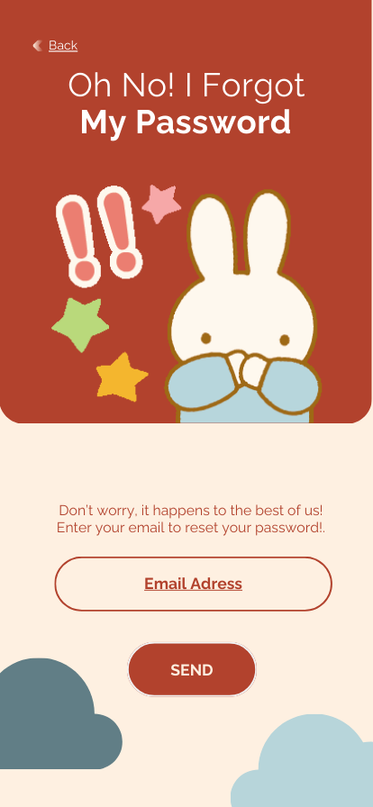 Back
Oh No! I Forgot
My Password
!!
Don't worry, it happens to the best of us!
Enter your email to reset your password!.
Email Adress
SEND